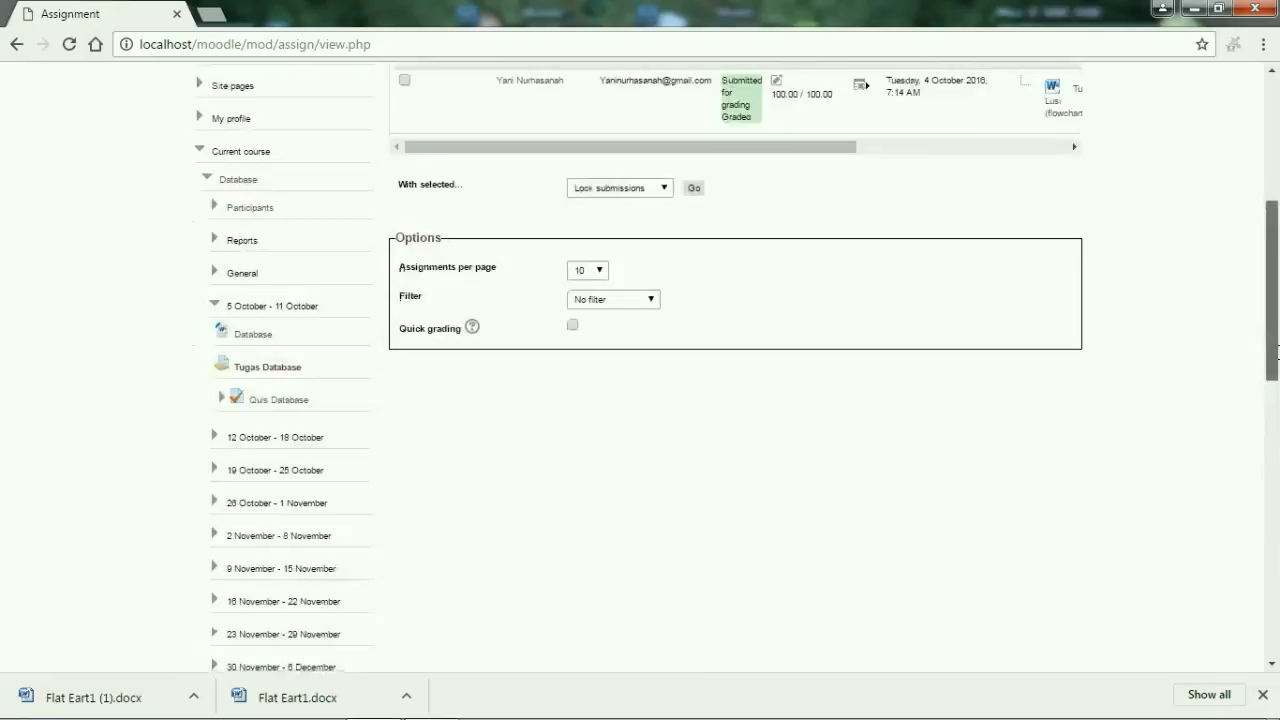 Assignment
localhost/moodle/mod/assign/view.php
Site pages
My profile
Current course
Database
Participants
Reports
General
5 October - 11 October
Database
Tugas Database
Quis Database
12 October - 18 October
19 October - 25 October
26 October - 1 November
2 November - 8 November
9 November - 15 November
16 November - 22 November
23 November - 29 November
30 November - 6 December
Yani Nurhasanah
Yaninurhasanah@gmail.com
Submitted
for
grading
Graded
100.00 / 100.00
Tuesday, 4 October 2016,
7:14 AM
Lusi
(flowchart
Tu
With selected...
Lock submissions
Go
Options
Assignments per page
10
Filter
No filter
Quick grading
Flat Eart1 (1).docx
Flat Eart1.docx
Show all